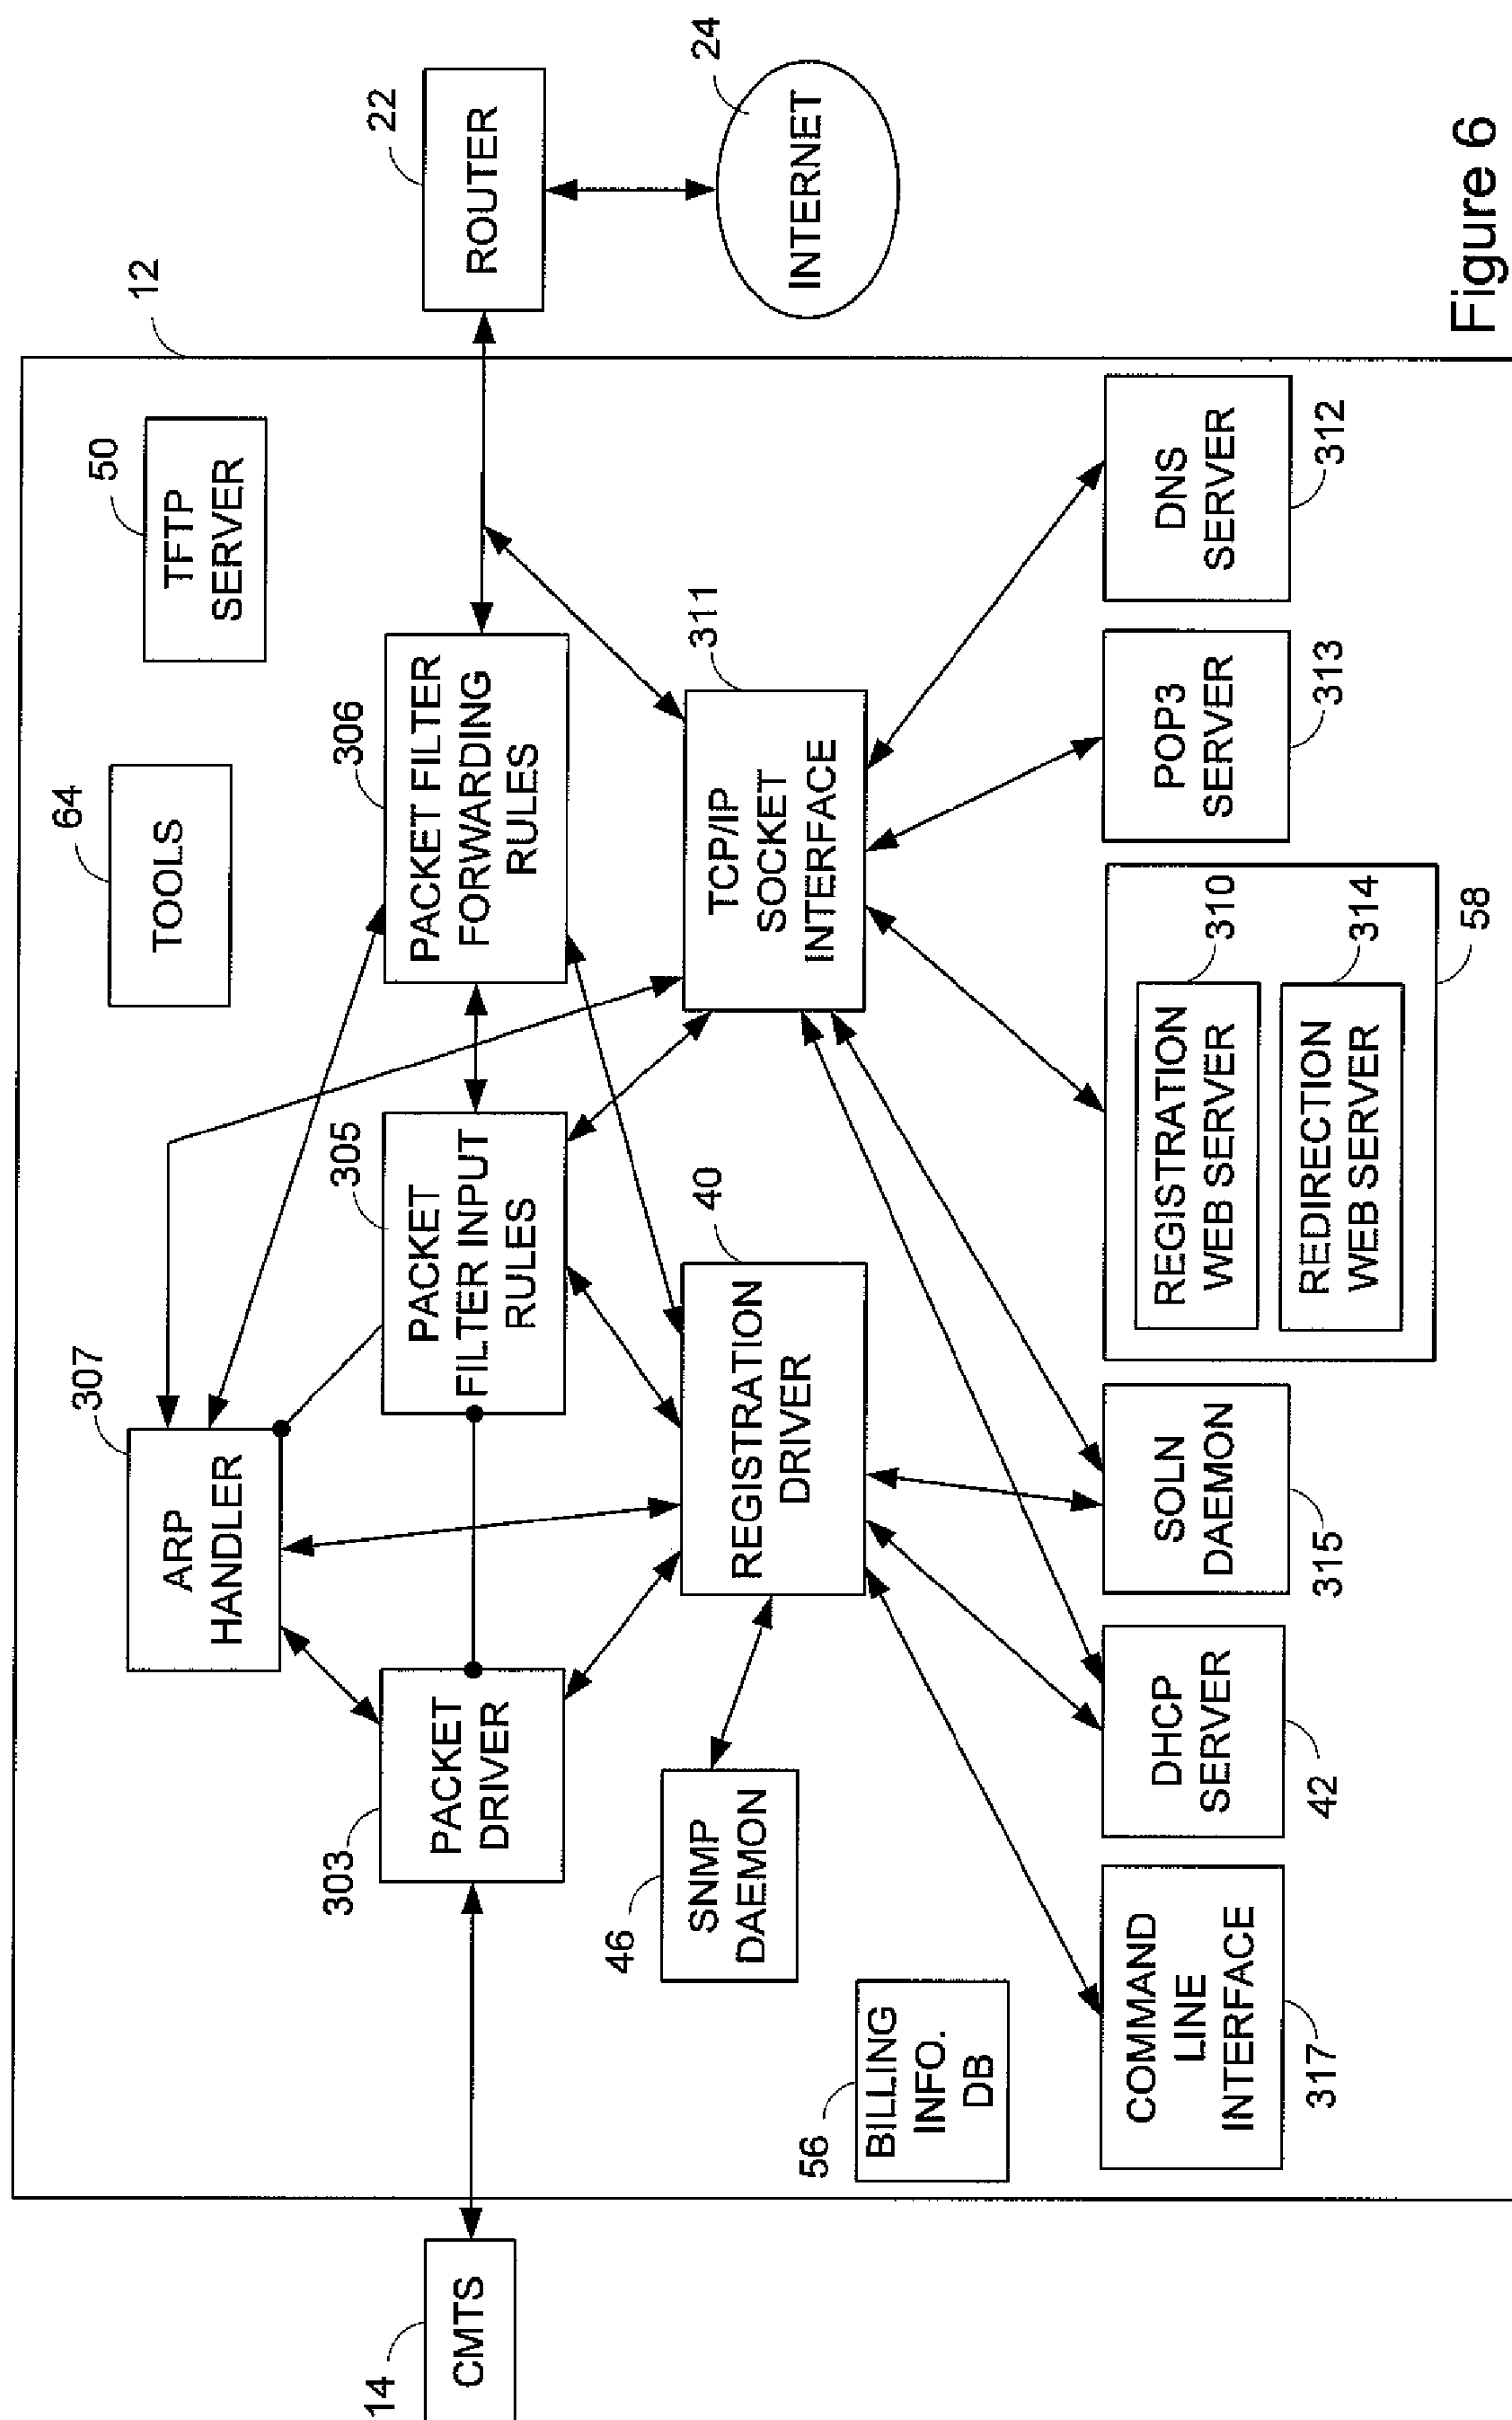 12
50
TFTP
SERVER
64
TOOLS
307
ARP
HANDLER
22
ROUTER
24
INTERNET
306
PACKET FILTER
FORWARDING
RULES
305
PACKET
FILTER INPUT
RULES
303
PACKET
DRIVER
14
CMTS
311
TCP/IP
SOCKET
INTERFACE
40
REGISTRATION
DRIVER
46
SNMP
DAEMON
56
BILLING
INFO.
DB
COMMAND
LINE
INTERFACE
317
DHCP
SERVER
42
SOLN
DAEMON
315
REGISTRATION
WEB SERVER
310
REDIRECTION
WEB SERVER
314
58
POP3
SERVER
313
DNS
SERVER
312
Figure 6